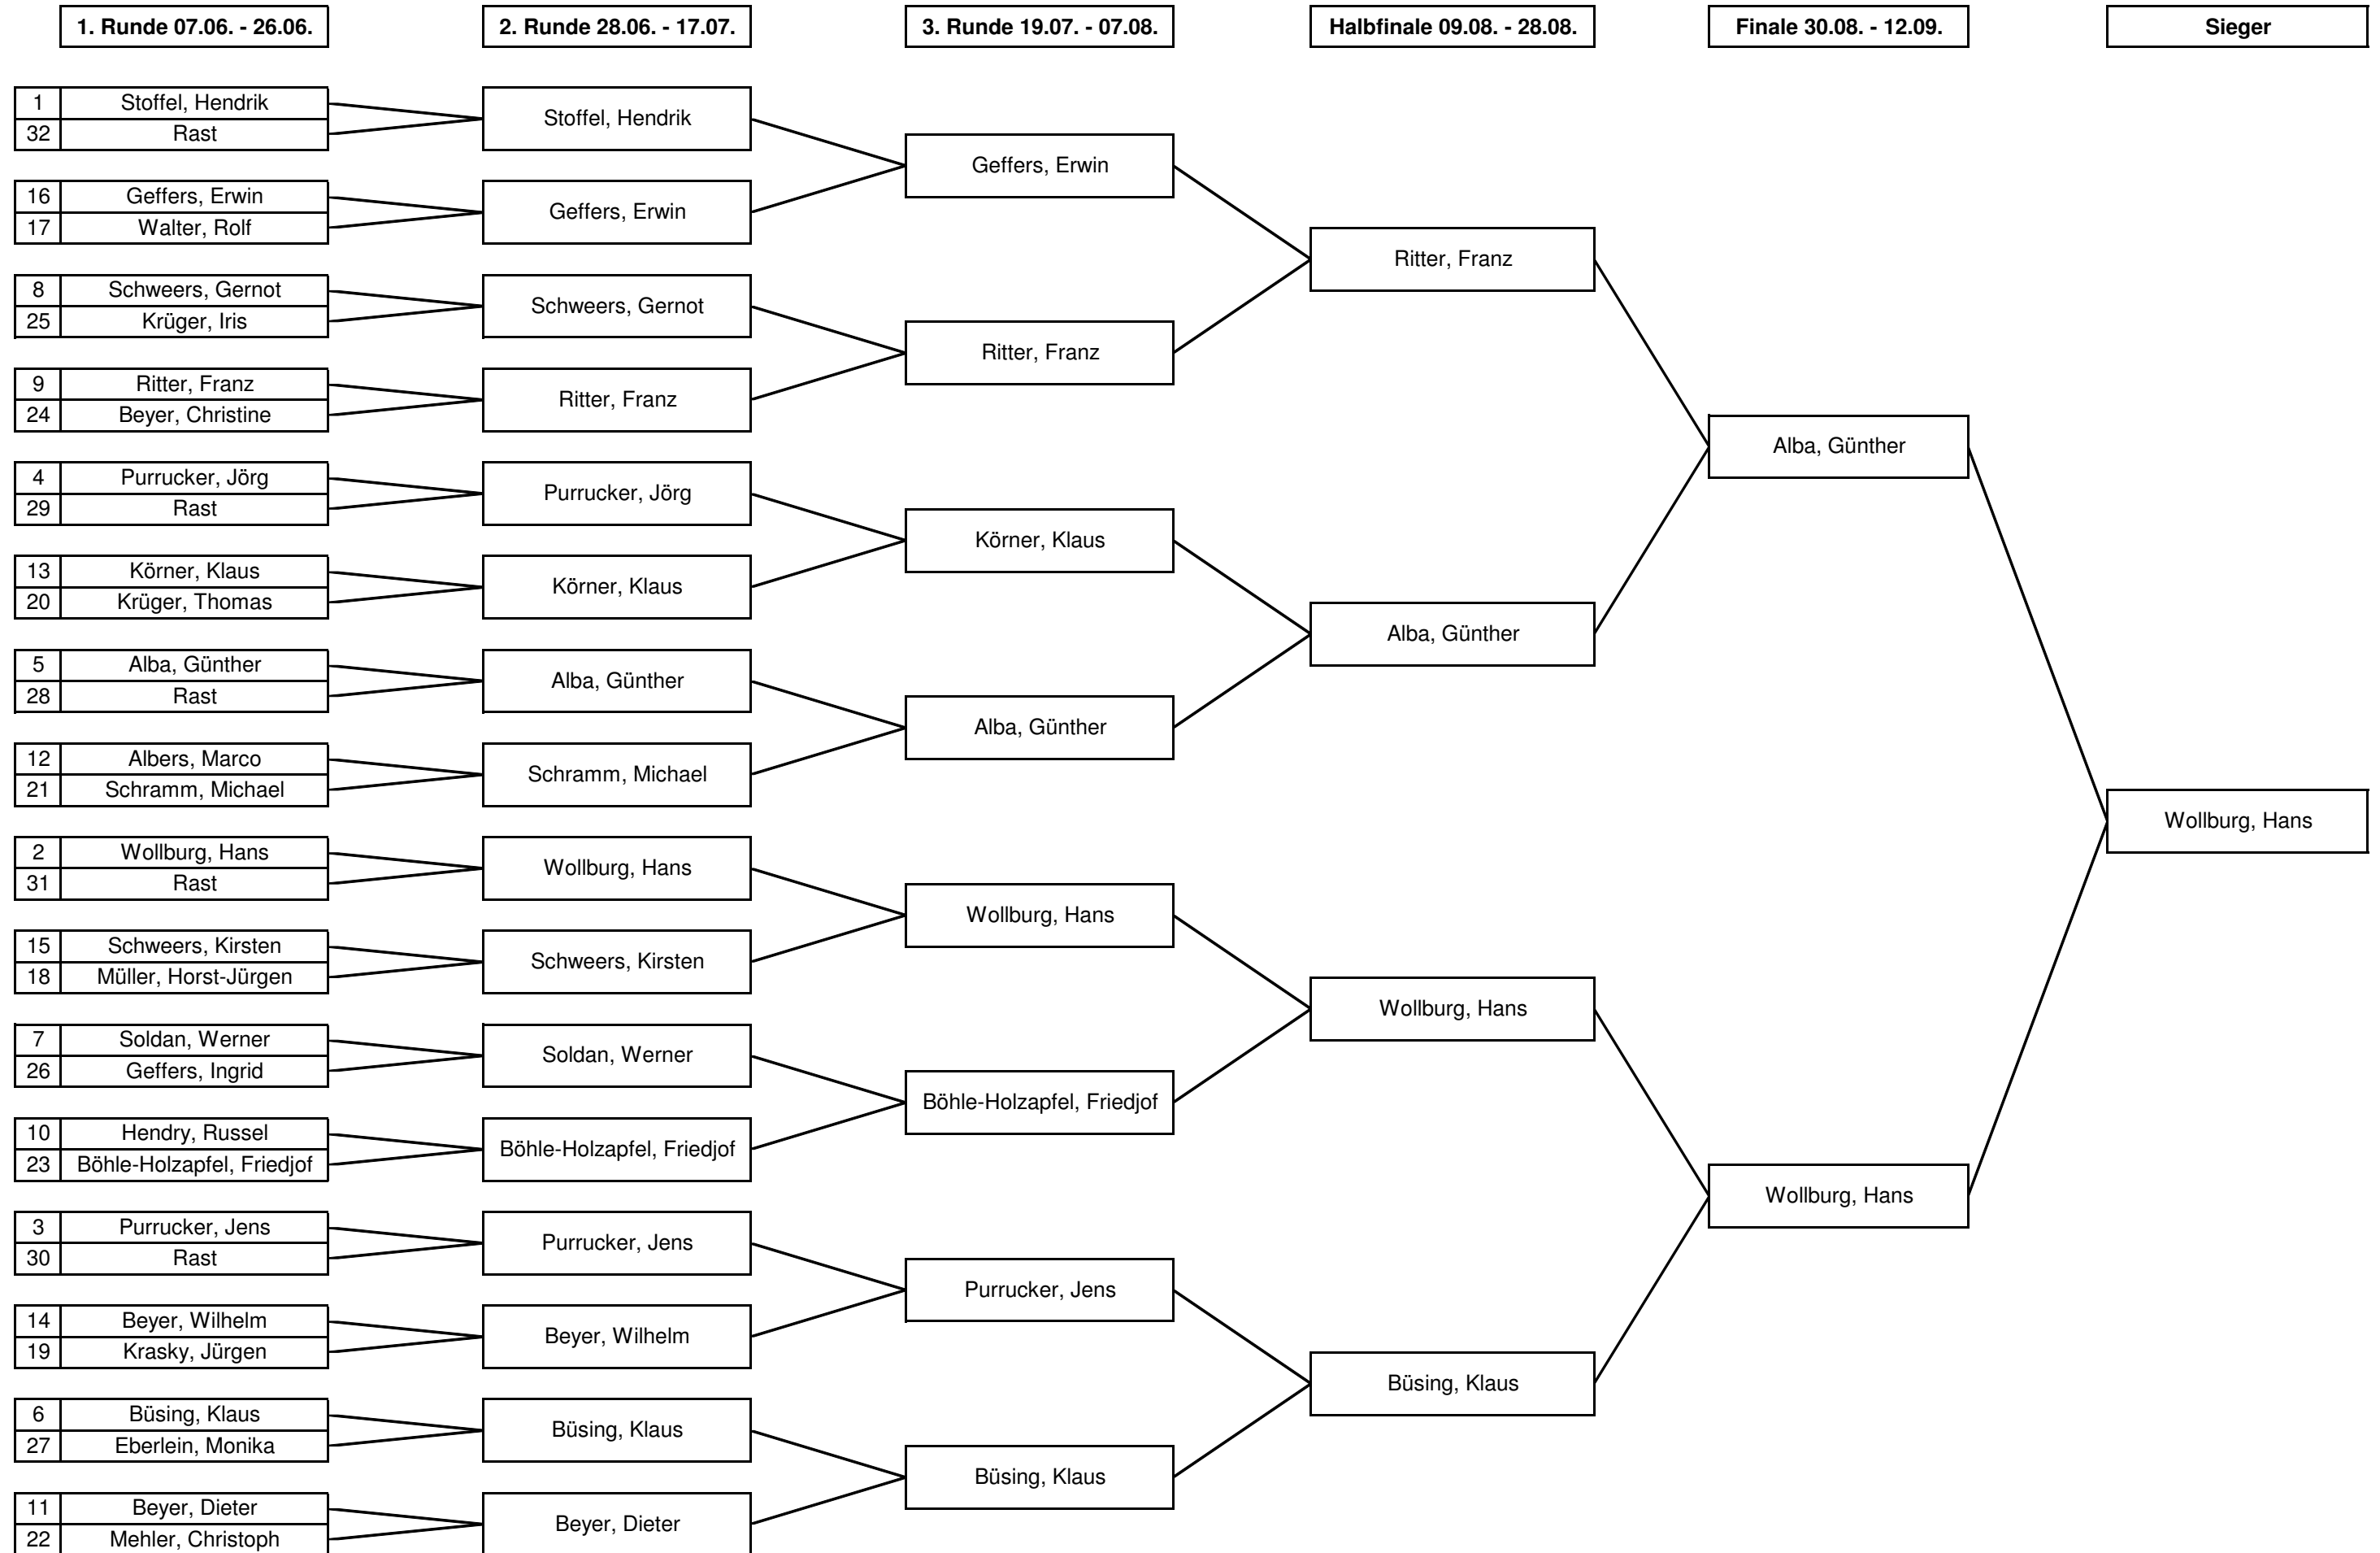 1. Runde 07.06. - 26.06.
2. Runde 28.06. - 17.07.
3. Runde 19.07. - 07.08.
Halbfinale 09.08. - 28.08.
Finale 30.08. - 12.09.
Sieger
1 Stoffel, Hendrik
32 Rast
16 Geffers, Erwin
17 Walter, Rolf
8 Schweers, Gernot
25 Krüger, Iris
9 Ritter, Franz
24 Beyer, Christine
4 Purrucker, Jörg
29 Rast
13 Körner, Klaus
20 Krüger, Thomas
5 Alba, Günther
28 Rast
12 Albers, Marco
21 Schramm, Michael
2 Wollburg, Hans
31 Rast
15 Schweers, Kirsten
18 Müller, Horst-Jürgen
7 Soldan, Werner
26 Geffers, Ingrid
10 Hendry, Russel
23 Böhle-Holzapfel, Friedjof
3 Purrucker, Jens
30 Rast
14 Beyer, Wilhelm
19 Krasky, Jürgen
6 Büsing, Klaus
27 Eberlein, Monika
11 Beyer, Dieter
22 Mehler, Christoph
Stoffel, Hendrik
Geffers, Erwin
Schweers, Gernot
Ritter, Franz
Purrucker, Jörg
Körner, Klaus
Alba, Günther
Schramm, Michael
Wollburg, Hans
Schweers, Kirsten
Soldan, Werner
Böhle-Holzapfel, Friedjof
Purrucker, Jens
Beyer, Wilhelm
Büsing, Klaus
Beyer, Dieter
Geffers, Erwin
Ritter, Franz
Körner, Klaus
Alba, Günther
Wollburg, Hans
Böhle-Holzapfel, Friedjof
Purrucker, Jens
Büsing, Klaus
Ritter, Franz
Alba, Günther
Wollburg, Hans
Büsing, Klaus
Alba, Günther
Wollburg, Hans
Wollburg, Hans